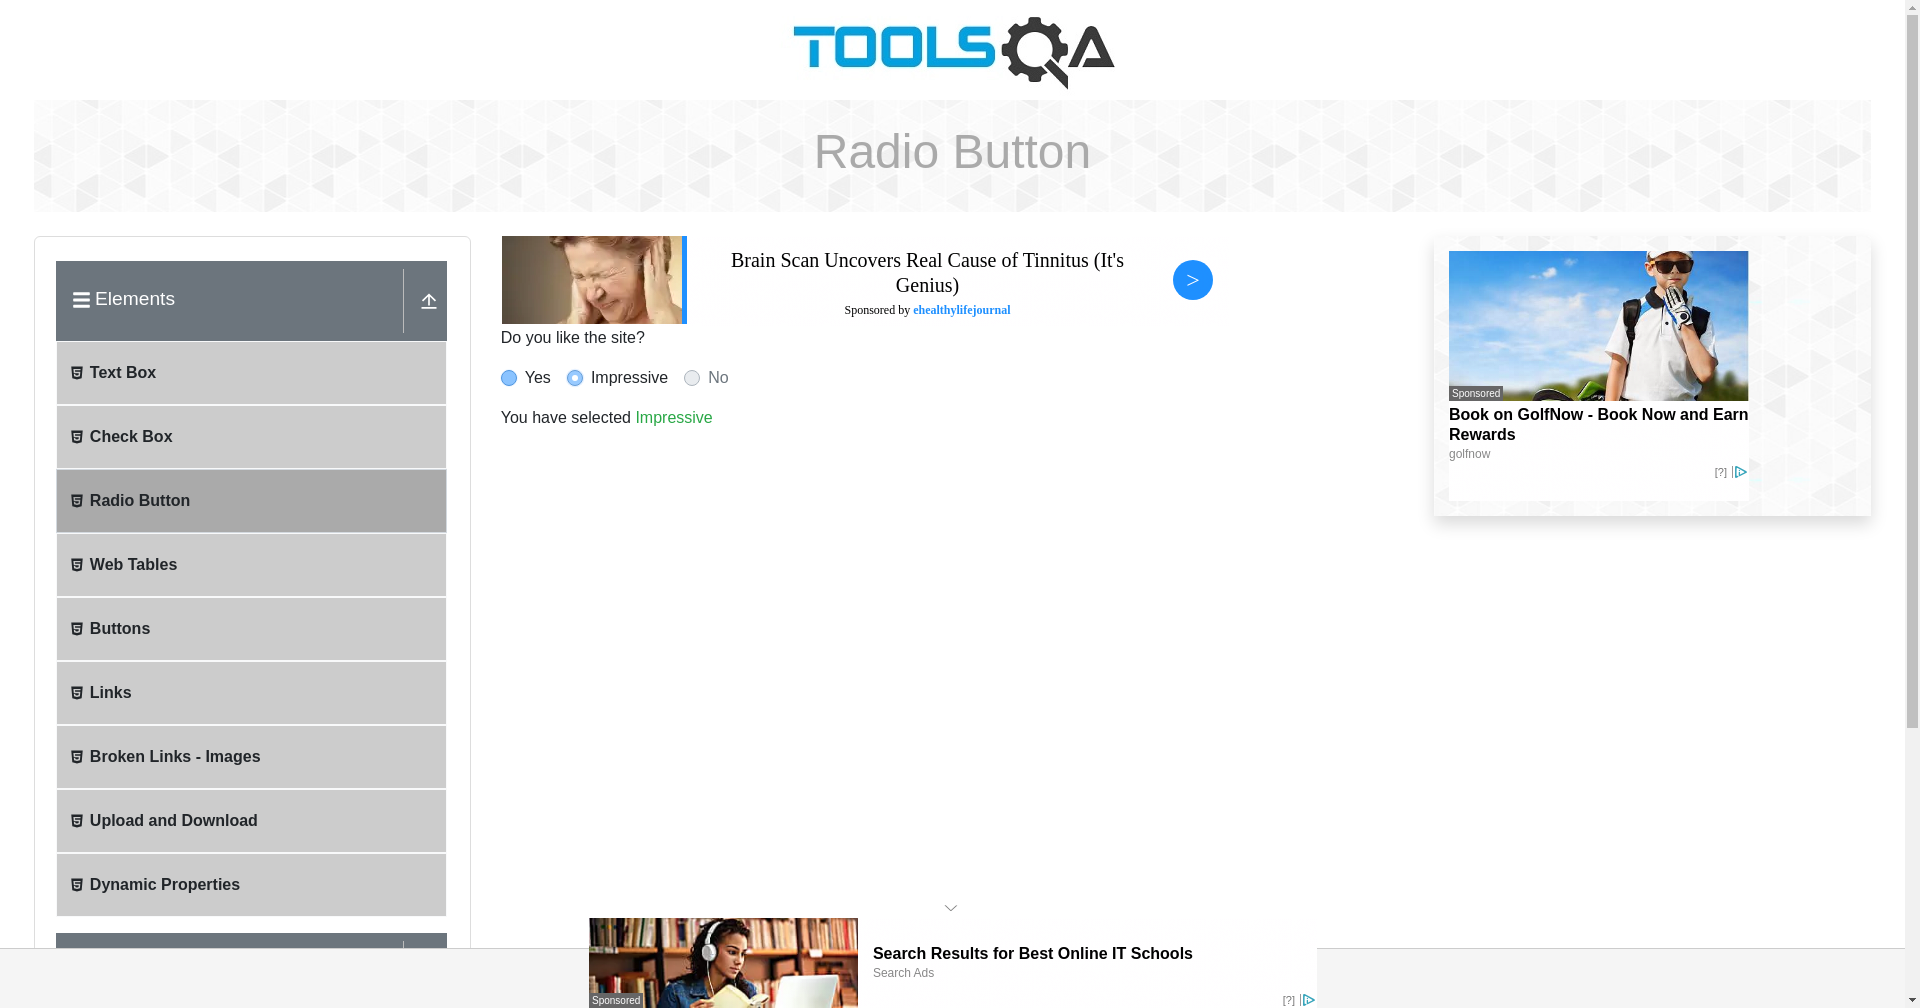 TOOLSQA
Radio Button
Elements
Text Box
Check Box
Radio Button
Web Tables
Buttons
Links
Broken Links - Images
Upload and Download
Dynamic Properties
Brain Scan Uncovers Real Cause of Tinnitus (It's
Genius)
Sponsored by ehealthylifejournal
>
Do you like the site?
Yes Impressive No
You have selected Impressive
Sponsored
Book on GolfNow - Book Now and Earn
Rewards
golfnow
[?]
Sponsored
Search Results for Best Online IT Schools
Search Ads
[?]